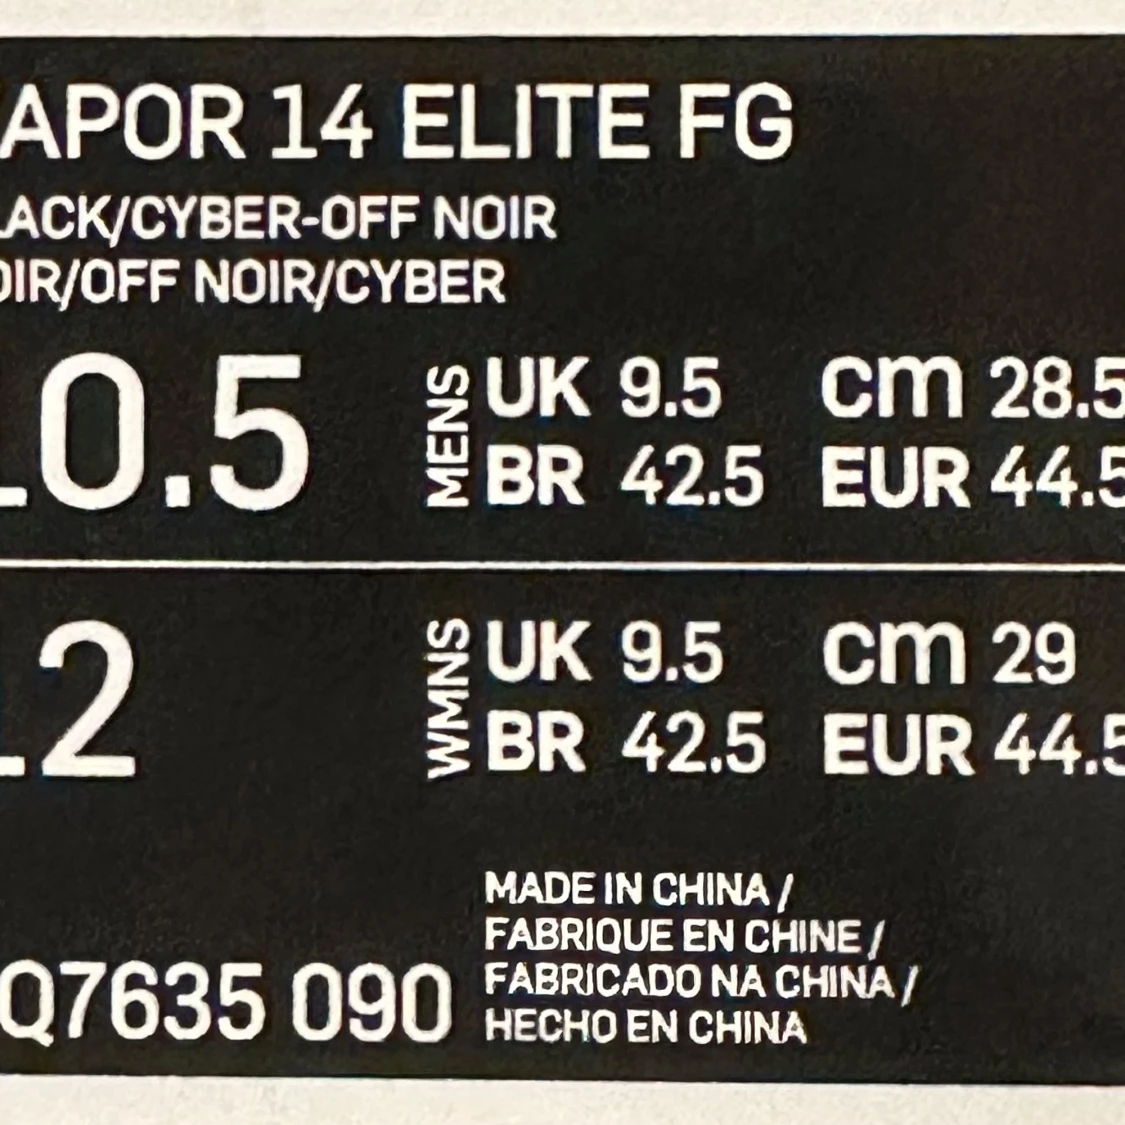 APOR 14 ELITE FG
LACK/CYBER-OFF NOIR
OIR/OFF NOIR/CYBER
10.5 MENS UK 9.5 cm 28.5
BR 42.5 EUR 44.5
12 WMNS UK 9.5 cm 29
BR 42.5 EUR 44.5
MADE IN CHINA /
FABRIQUE EN CHINE /
FABRICADO NA CHINA /
HECHO EN CHINA
Q7635 090